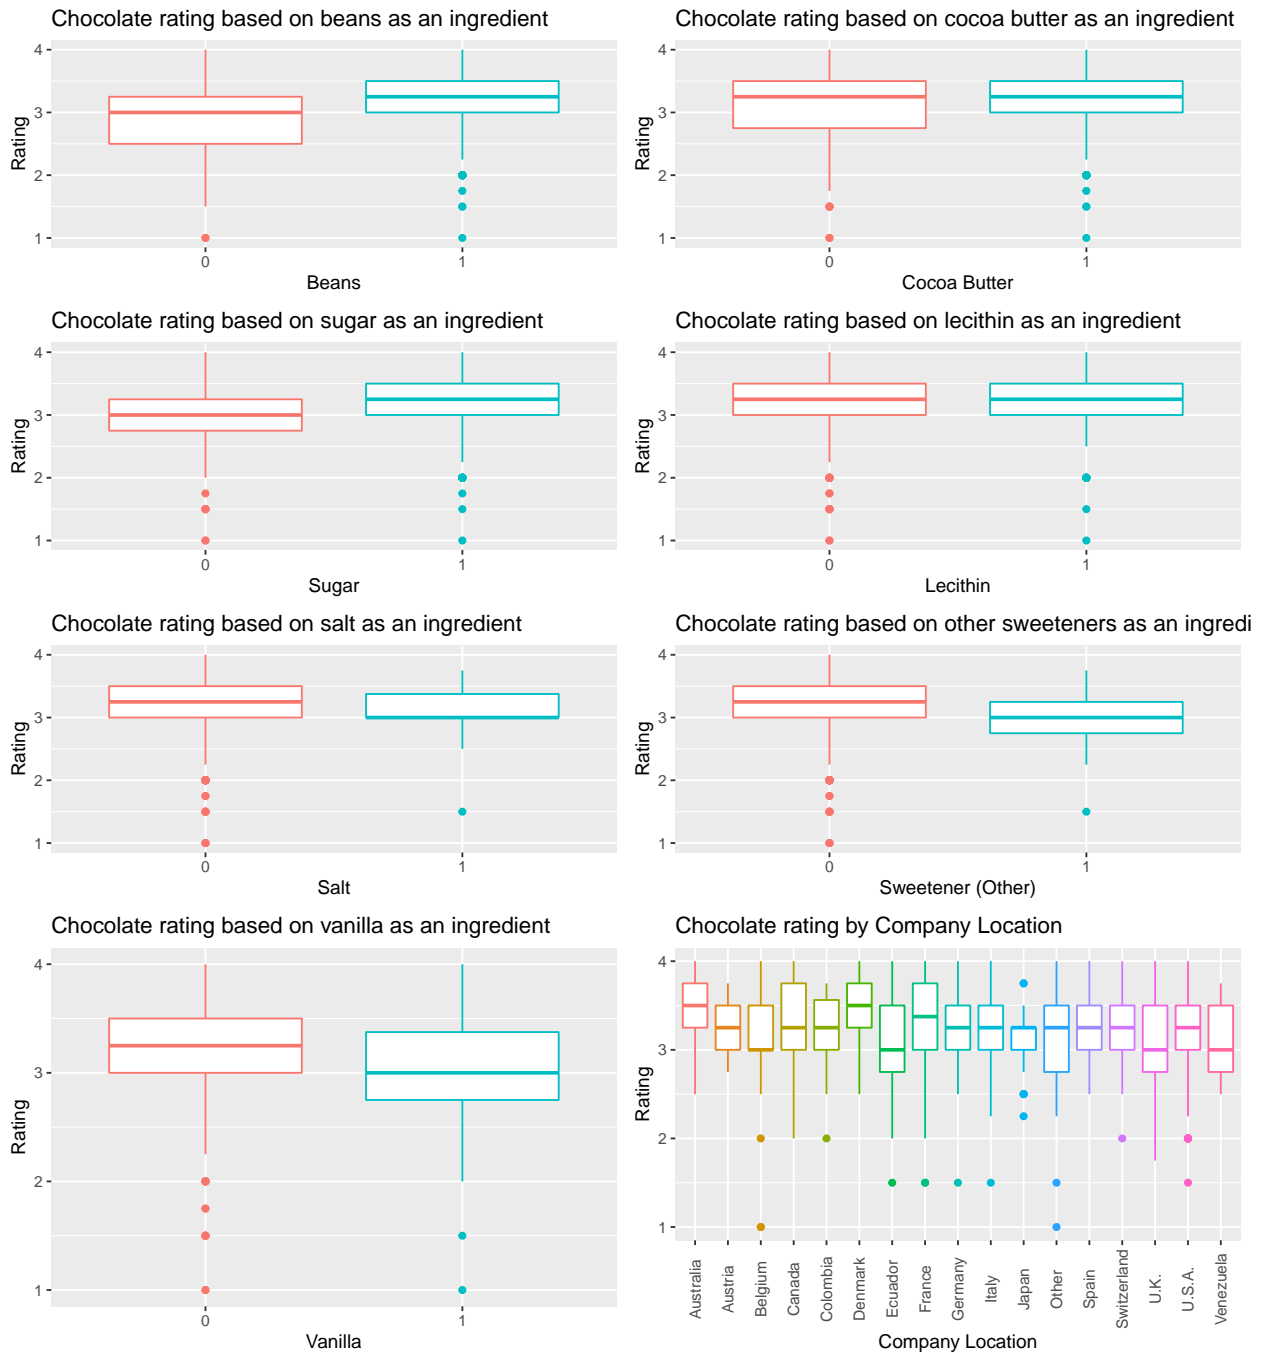 Chocolate rating based on beans as an ingredient
4
3
2
1
Rating
0 1
Beans
Chocolate rating based on cocoa butter as an ingredient
4
3
2
1
Rating
0 1
Cocoa Butter
Chocolate rating based on sugar as an ingredient
4
3
2
1
Rating
0 1
Sugar
Chocolate rating based on lecithin as an ingredient
4
3
2
1
Rating
0 1
Lecithin
Chocolate rating based on salt as an ingredient
4
3
2
1
Rating
0 1
Salt
Chocolate rating based on other sweeteners as an ingredi
4
3
2
1
Rating
0 1
Sweetener (Other)
Chocolate rating based on vanilla as an ingredient
4
3
2
1
Rating
0 1
Vanilla
Chocolate rating by Company Location
4
3
2
1
Rating
Australia
Austria
Belgium
Canada
Colombia
Denmark
Ecuador
France
Germany
Italy
Japan
Other
Spain
Switzerland
U.K.
U.S.A.
Venezuela
Company Location